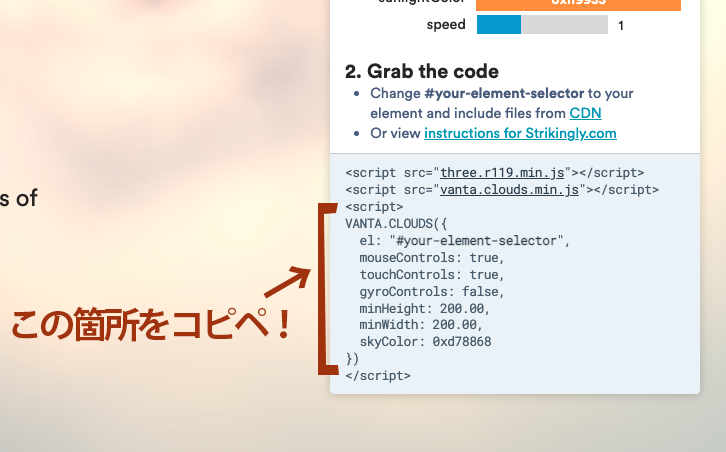 speed 1
2. Grab the code
• Change #your-element-selector to your
element and include files from CDN
• Or view instructions for Strikingly.com
s of
<script src="three.r119.min.js"></script>
<script src="vanta.clouds.min.js"></script>
<script>
VANTA.CLOUDS({
el: "#your-element-selector",
mouseControls: true,
touchControls: true,
gyroControls: false,
minHeight: 200.00,
minWidth: 200.00,
skyColor: 0xd78868
})
</script>
この箇所をコピペ！